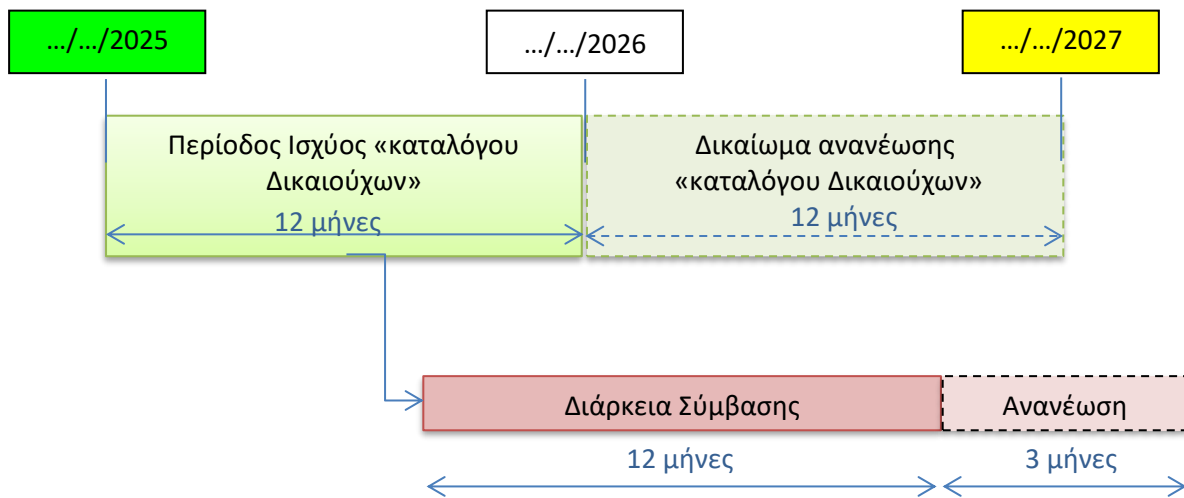 …/…/2025
…/…/2026
…/…/2027
Περίοδος Ισχύος «καταλόγου
Δικαιούχων»
12 μήνες
Δικαίωμα ανανέωσης
«καταλόγου Δικαιούχων»
12 μήνες
Διάρκεια Σύμβασης
Ανανέωση
12 μήνες
3 μήνες